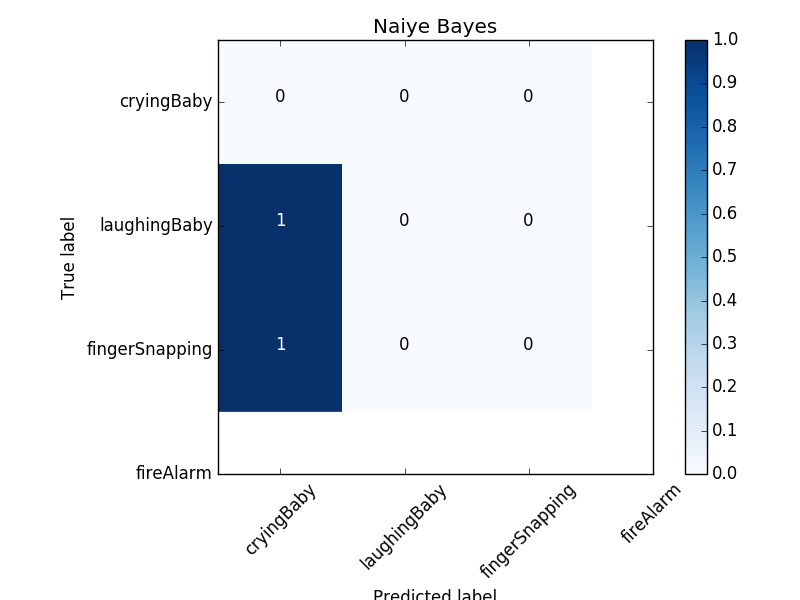 Naiye Bayes
cryingBaby 0 0 0
laughingBaby 1 0 0
fingerSnapping 1 0 0
fireAlarm
True label
cryingBaby laughingBaby fingerSnapping fireAlarm
Predicted label
1.0
0.9
0.8
0.7
0.6
0.5
0.4
0.3
0.2
0.1
0.0